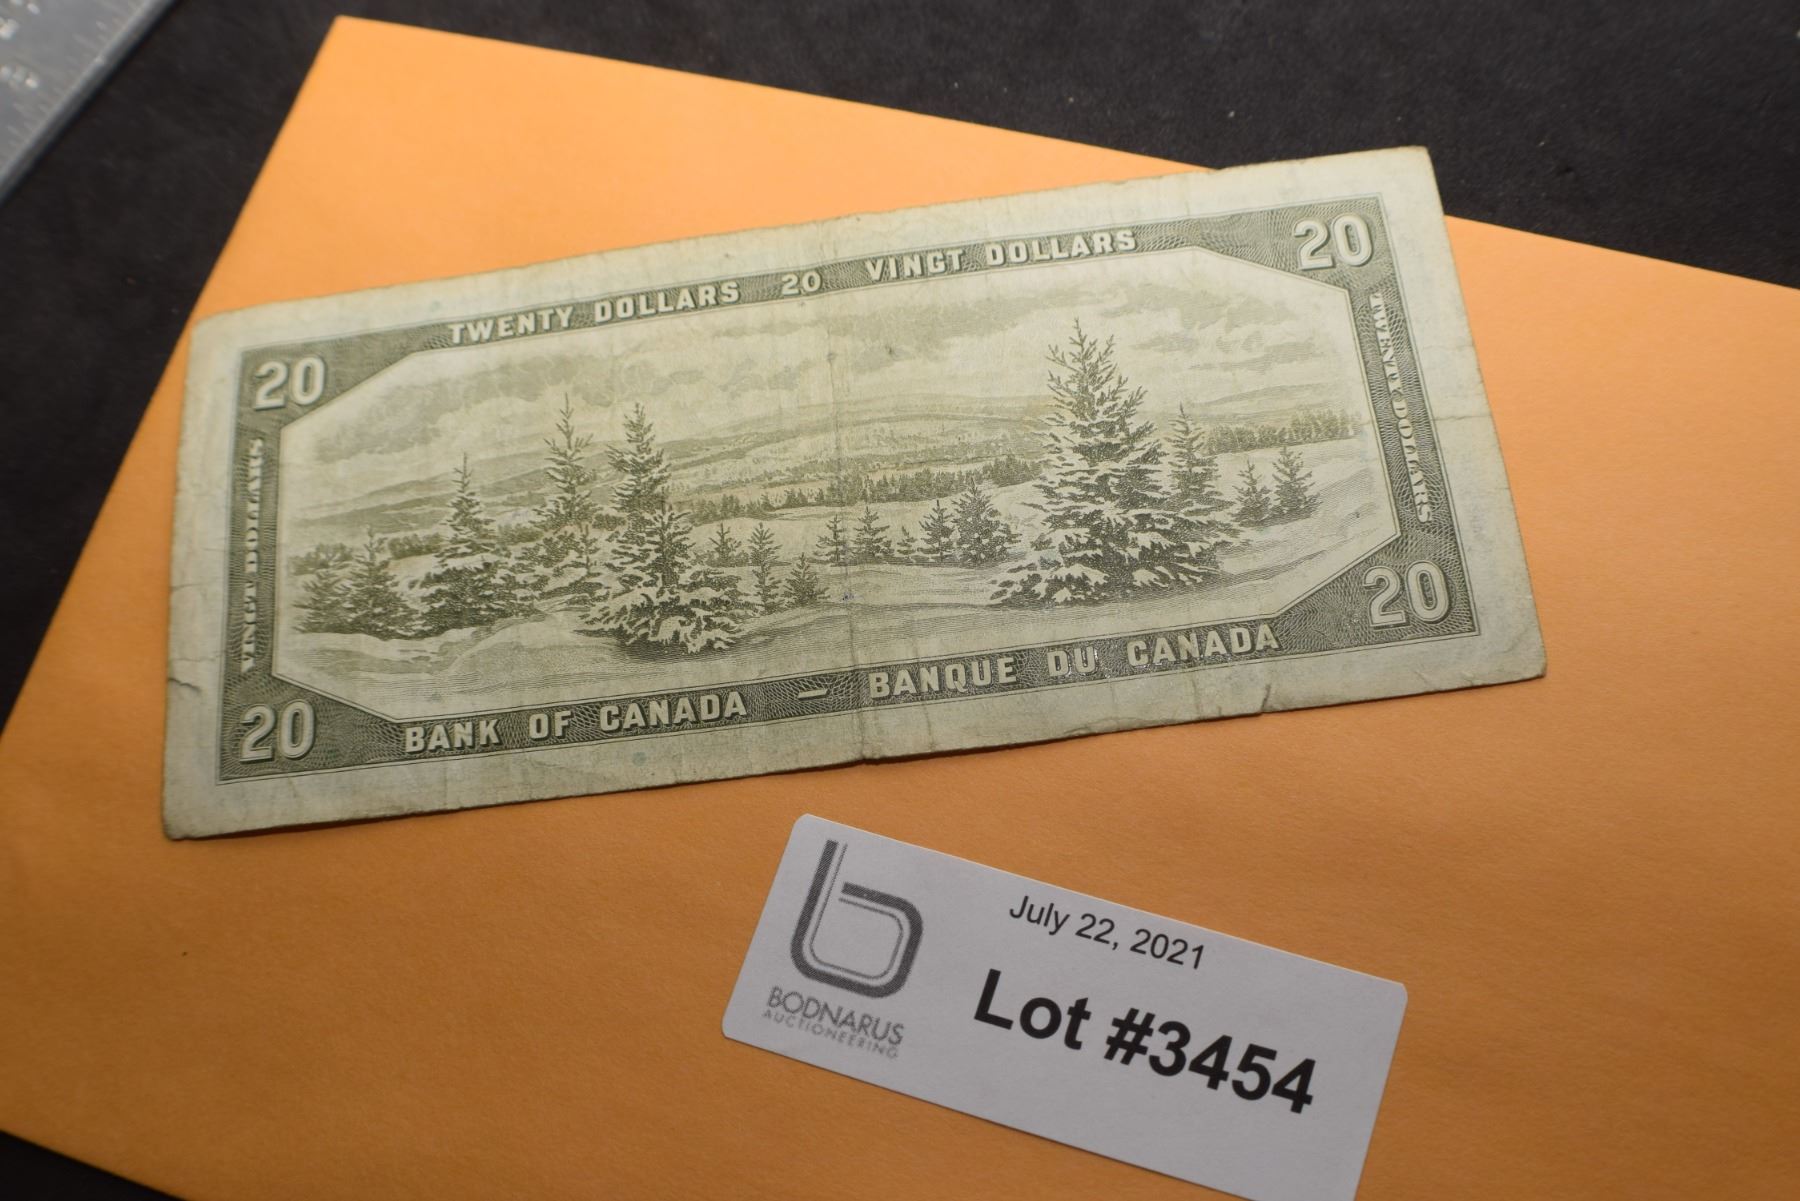 TWENTY DOLLARS 20 VINGT DOLLARS
20
20
VINGT DOLLARS
TWENTY DOLLARS
20
20
BANK OF CANADA — BANQUE DU CANADA
July 22, 2021
Lot #3454
BODNARUS
AUCTIONEERING